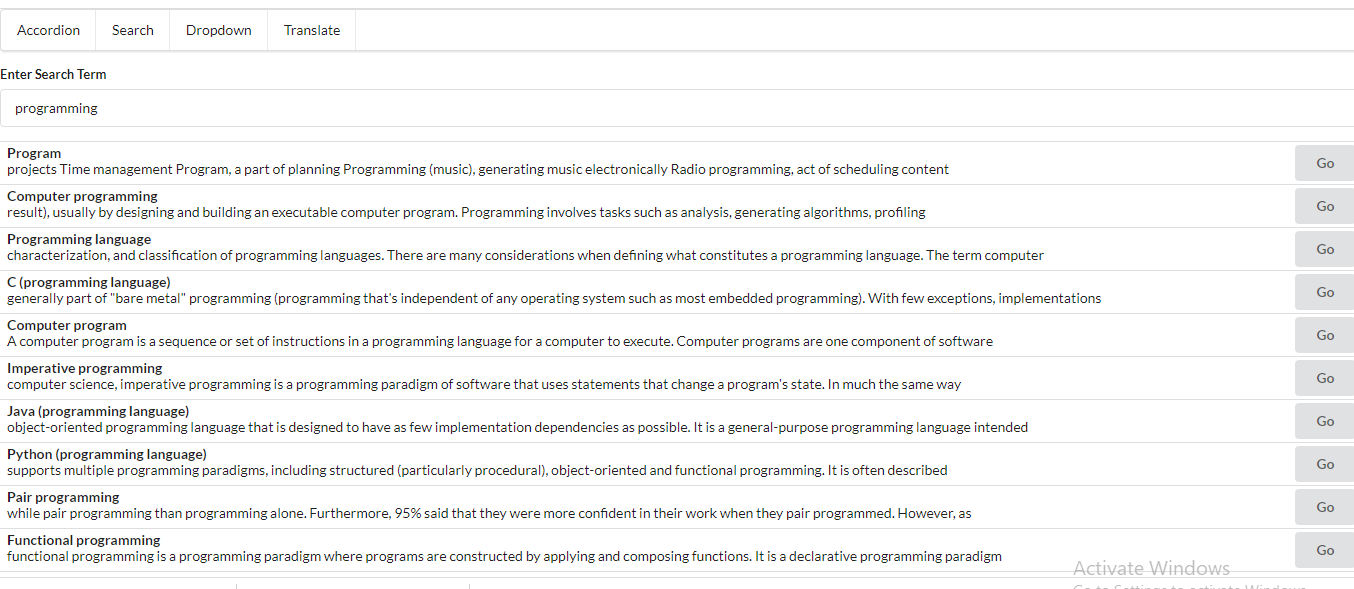 Accordion Search Dropdown Translate
Enter Search Term
programming
Program
projects Time management Program, a part of planning Programming (music), generating music electronically Radio programming, act of scheduling content
Go
Computer programming
result), usually by designing and building an executable computer program. Programming involves tasks such as analysis, generating algorithms, profiling
Go
Programming language
characterization, and classification of programming languages. There are many considerations when defining what constitutes a programming language. The term computer
Go
C (programming language)
generally part of "bare metal" programming (programming that's independent of any operating system such as most embedded programming). With few exceptions, implementations
Go
Computer program
A computer program is a sequence or set of instructions in a programming language for a computer to execute. Computer programs are one component of software
Go
Imperative programming
computer science, imperative programming is a programming paradigm of software that uses statements that change a program's state. In much the same way
Go
Java (programming language)
object-oriented programming language that is designed to have as few implementation dependencies as possible. It is a general-purpose programming language intended
Go
Python (programming language)
supports multiple programming paradigms, including structured (particularly procedural), object-oriented and functional programming. It is often described
Go
Pair programming
while pair programming than programming alone. Furthermore, 95% said that they were more confident in their work when they pair programmed. However, as
Go
Functional programming
functional programming is a programming paradigm where programs are constructed by applying and composing functions. It is a declarative programming paradigm
Go
Activate Windows
Go to Settings to activate Windows.